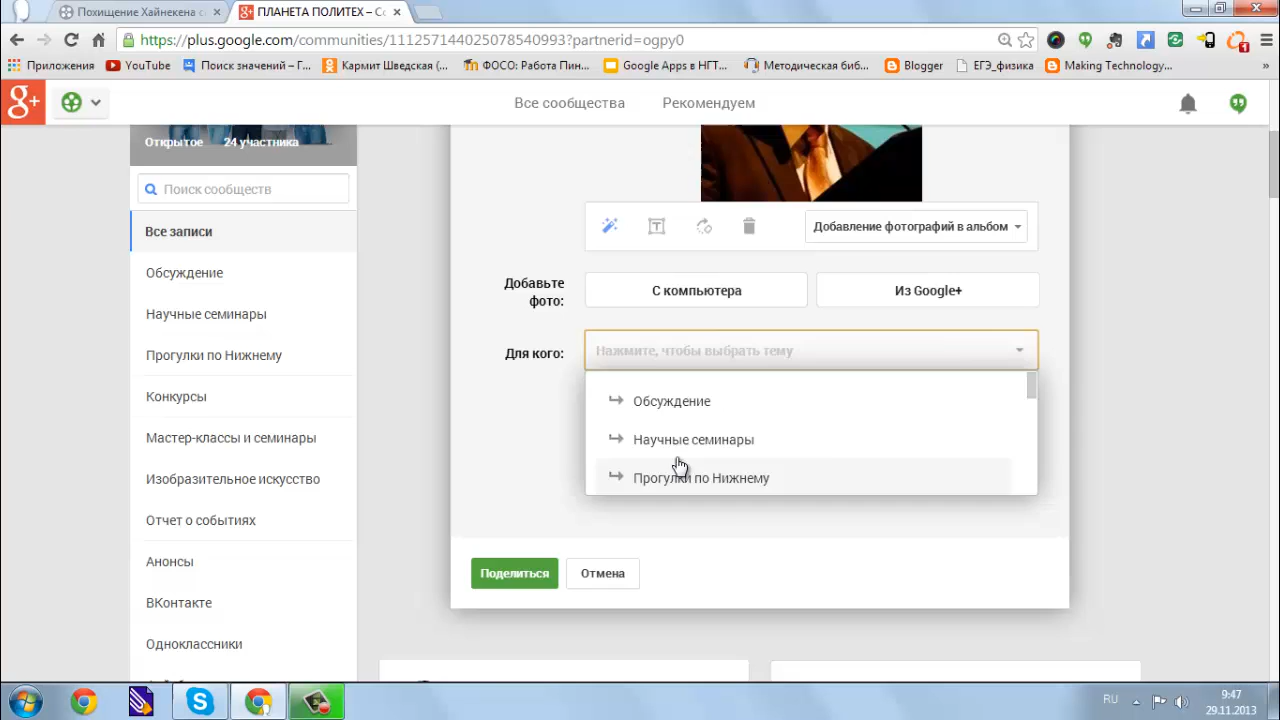 Похищение Хайнекена с
ПЛАНЕТА ПОЛИТЕХ – Сс
https://plus.google.com/communities/111257144025078540993?partnerid=ogpy0
Приложения
YouTube
Поиск значений – Г...
Кармит Шведская (...
ФОСО: Работа Пин...
Google Apps в НГТ...
Методическая биб...
Blogger
ЕГЭ_физика
Making Technology...
»
g+
Все сообщества
Рекомендуем
Открытое 24 участника
Поиск сообществ
Все записи
Обсуждение
Научные семинары
Прогулки по Нижнему
Конкурсы
Мастер-классы и семинары
Изобразительное искусство
Отчет о событиях
Анонсы
ВКонтакте
Одноклассники
T
Добавление фотографий в альбом
Добавьте
фото:
С компьютера
Из Google+
Для кого:
Нажмите, чтобы выбрать тему
Обсуждение
Научные семинары
Прогулки по Нижнему
Поделиться
Отмена
RU
9:47
29.11.2013